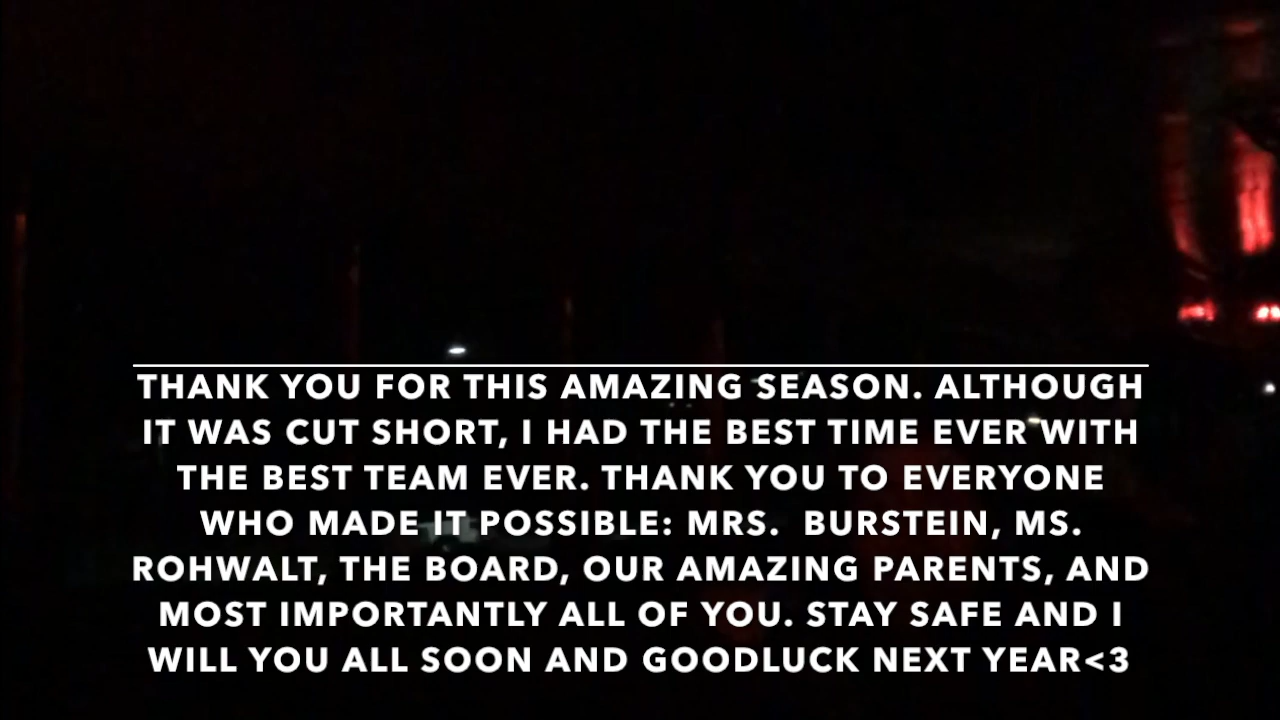 THANK YOU FOR THIS AMAZING SEASON. ALTHOUGH
IT WAS CUT SHORT, I HAD THE BEST TIME EVER WITH
THE BEST TEAM EVER. THANK YOU TO EVERYONE
WHO MADE IT POSSIBLE: MRS.  BURSTEIN, MS.
ROHWALT, THE BOARD, OUR AMAZING PARENTS, AND
MOST IMPORTANTLY ALL OF YOU. STAY SAFE AND I
WILL YOU ALL SOON AND GOODLUCK NEXT YEAR<3